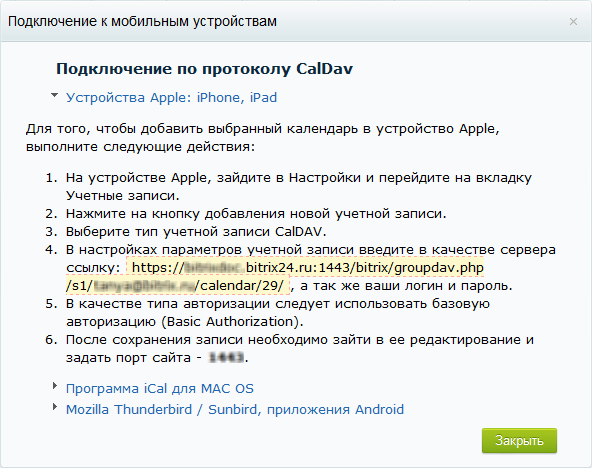 Подключение к мобильным устройствам
Подключение по протоколу CalDav
Устройства Apple: iPhone, iPad
Для того, чтобы добавить выбранный календарь в устройство Apple,
выполните следующие действия:
1. На устройстве Apple, зайдите в Настройки и перейдите на вкладку
Учетные записи.
2. Нажмите на кнопку добавления новой учетной записи.
3. Выберите тип учетной записи CalDAV.
4. В настройках параметров учетной записи введите в качестве сервера
ссылку: https://.bitrix24.ru:1443/bitrix/groupdav.php
/s1//calendar/29/ , а так же ваши логин и пароль.
5. В качестве типа авторизации следует использовать базовую
авторизацию (Basic Authorization).
6. После сохранения записи необходимо зайти в ее редактирование и
задать порт сайта - .
Программа iCal для MAC OS
Mozilla Thunderbird / Sunbird, приложения Android
Закрыть